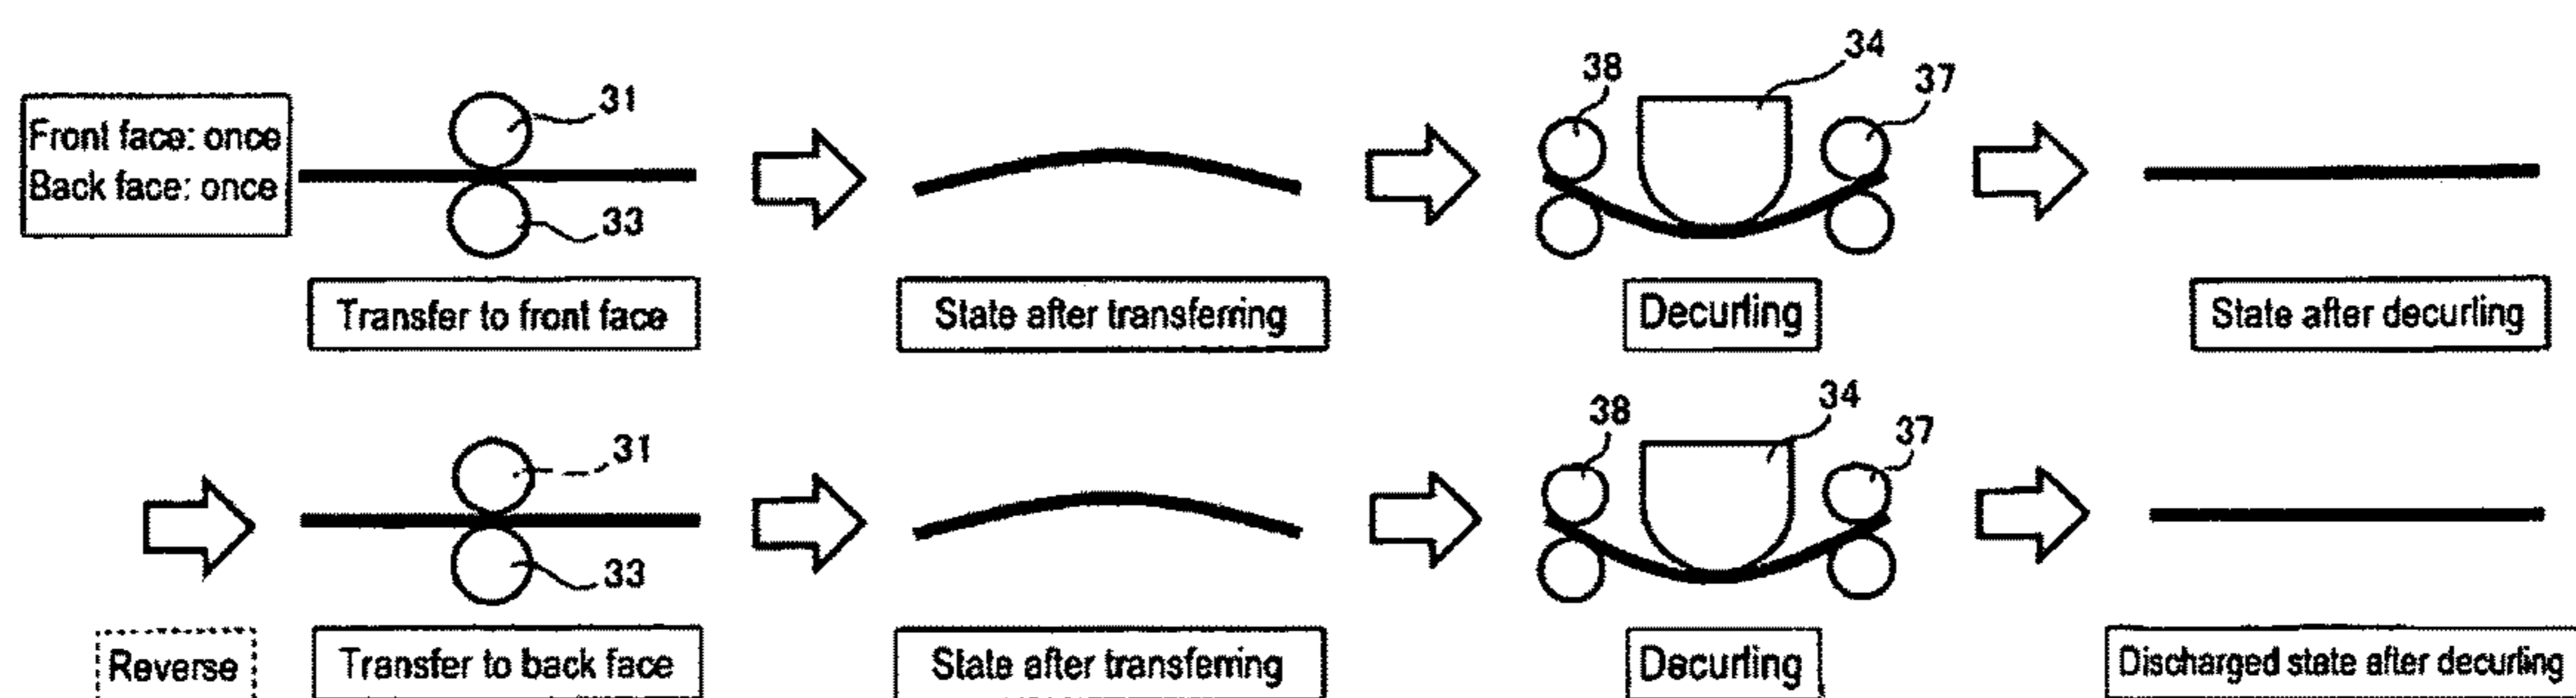 34
38
37
31
Front face: once
Back face: once
33
Transfer to front face
State after transferring
Decurling
State after decurling
34
38
37
31
33
Reverse
Transfer to back face
State after transferring
Decurling
Discharged state after decurling